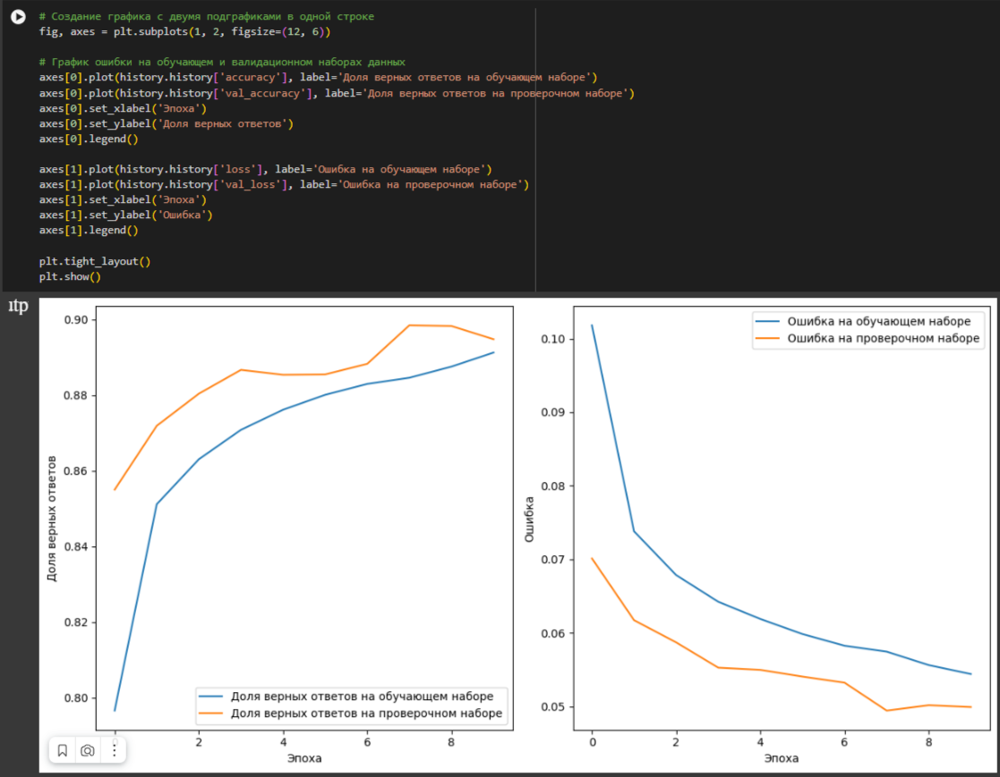 # Создание графика с двумя подграфиками в одной строке
fig, axes = plt.subplots(1, 2, figsize=(12, 6))
# График ошибки на обучающем и валидационном наборах данных
axes[0].plot(history.history['accuracy'], label='Доля верных ответов на обучающем наборе')
axes[0].plot(history.history['val_accuracy'], label='Доля верных ответов на проверочном наборе')
axes[0].set_xlabel('Эпоха')
axes[0].set_ylabel('Доля верных ответов')
axes[0].legend()
axes[1].plot(history.history['loss'], label='Ошибка на обучающем наборе')
axes[1].plot(history.history['val_loss'], label='Ошибка на проверочном наборе')
axes[1].set_xlabel('Эпоха')
axes[1].set_ylabel('Ошибка')
axes[1].legend()
plt.tight_layout()
plt.show()
0.90
0.88
0.86
0.84
0.82
0.80
Доля верных ответов
Доля верных ответов на обучающем наборе
Доля верных ответов на проверочном наборе
2 4 6 8
Эпоха
Ошибка на обучающем наборе
Ошибка на проверочном наборе
0.10
0.09
0.08
0.07
0.06
0.05
Ошибка
0 2 4 6 8
Эпоха